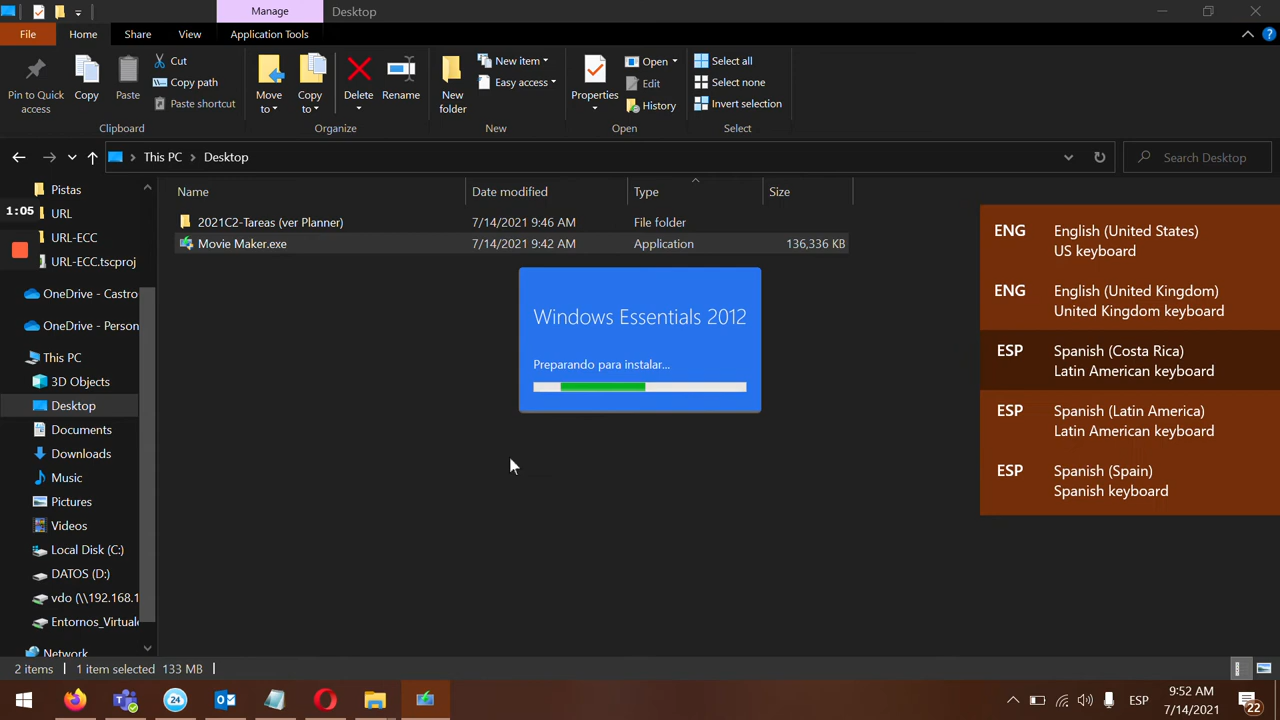 Manage
Desktop
File
Home
Share
View
Application Tools
Pin to Quick access
Copy
Paste
Cut
Copy path
Paste shortcut
Clipboard
Move to
Copy to
Delete
Rename
Organize
New folder
New item
Easy access
New
Properties
Open
Edit
History
Open
Select all
Select none
Invert selection
Select
This PC
Desktop
Search Desktop
Name
Date modified
Type
Size
2021C2-Tareas (ver Planner)
7/14/2021 9:46 AM
File folder
Movie Maker.exe
7/14/2021 9:42 AM
Application
136,336 KB
Pistas
1:05
URL
URL-ECC
URL-ECC.tscproj
OneDrive - Castro
OneDrive - Person
This PC
3D Objects
Desktop
Documents
Downloads
Music
Pictures
Videos
Local Disk (C:)
DATOS (D:)
vdo (\\192.168.1
Entornos_Virtuale
Network
Windows Essentials 2012
Preparando para instalar...
ENG
English (United States)
US keyboard
ENG
English (United Kingdom)
United Kingdom keyboard
ESP
Spanish (Costa Rica)
Latin American keyboard
ESP
Spanish (Latin America)
Latin American keyboard
ESP
Spanish (Spain)
Spanish keyboard
2 items
1 item selected 133 MB
24
ESP
9:52 AM
7/14/2021
22